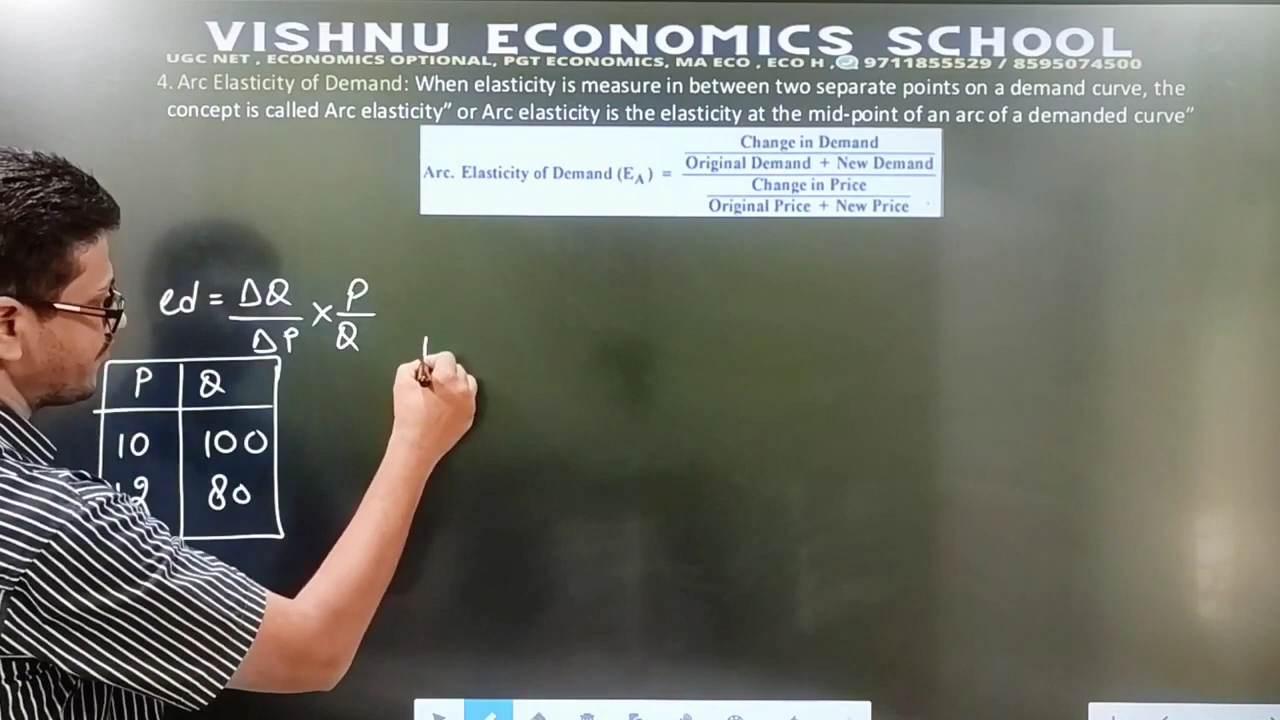 VISHNU ECONOMICS SCHOOL
UGC NET , ECONOMICS OPTIONAL, PGT ECONOMICS, MA ECO , ECO H , 9711855529 / 8595074500
4. Arc Elasticity of Demand: When elasticity is measure in between two separate points on a demand curve, the
concept is called Arc elasticity” or Arc elasticity is the elasticity at the mid-point of an arc of a demanded curve”
Change in Demand
Original Demand + New Demand
Arc. Elasticity of Demand (E_A) =
Change in Price
Original Price + New Price
ed = ΔQ/ΔP × P/Q
P Q
10 100
80